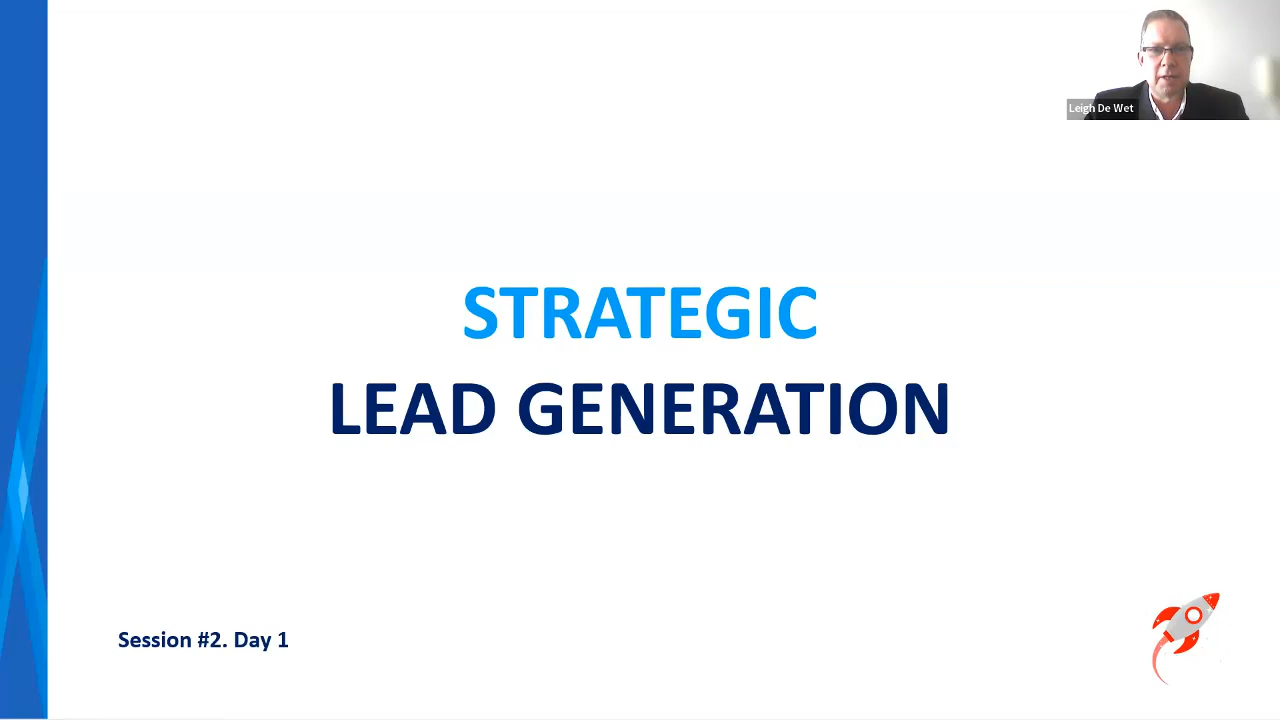 Leigh De Wet
STRATEGIC
LEAD GENERATION
Session #2. Day 1